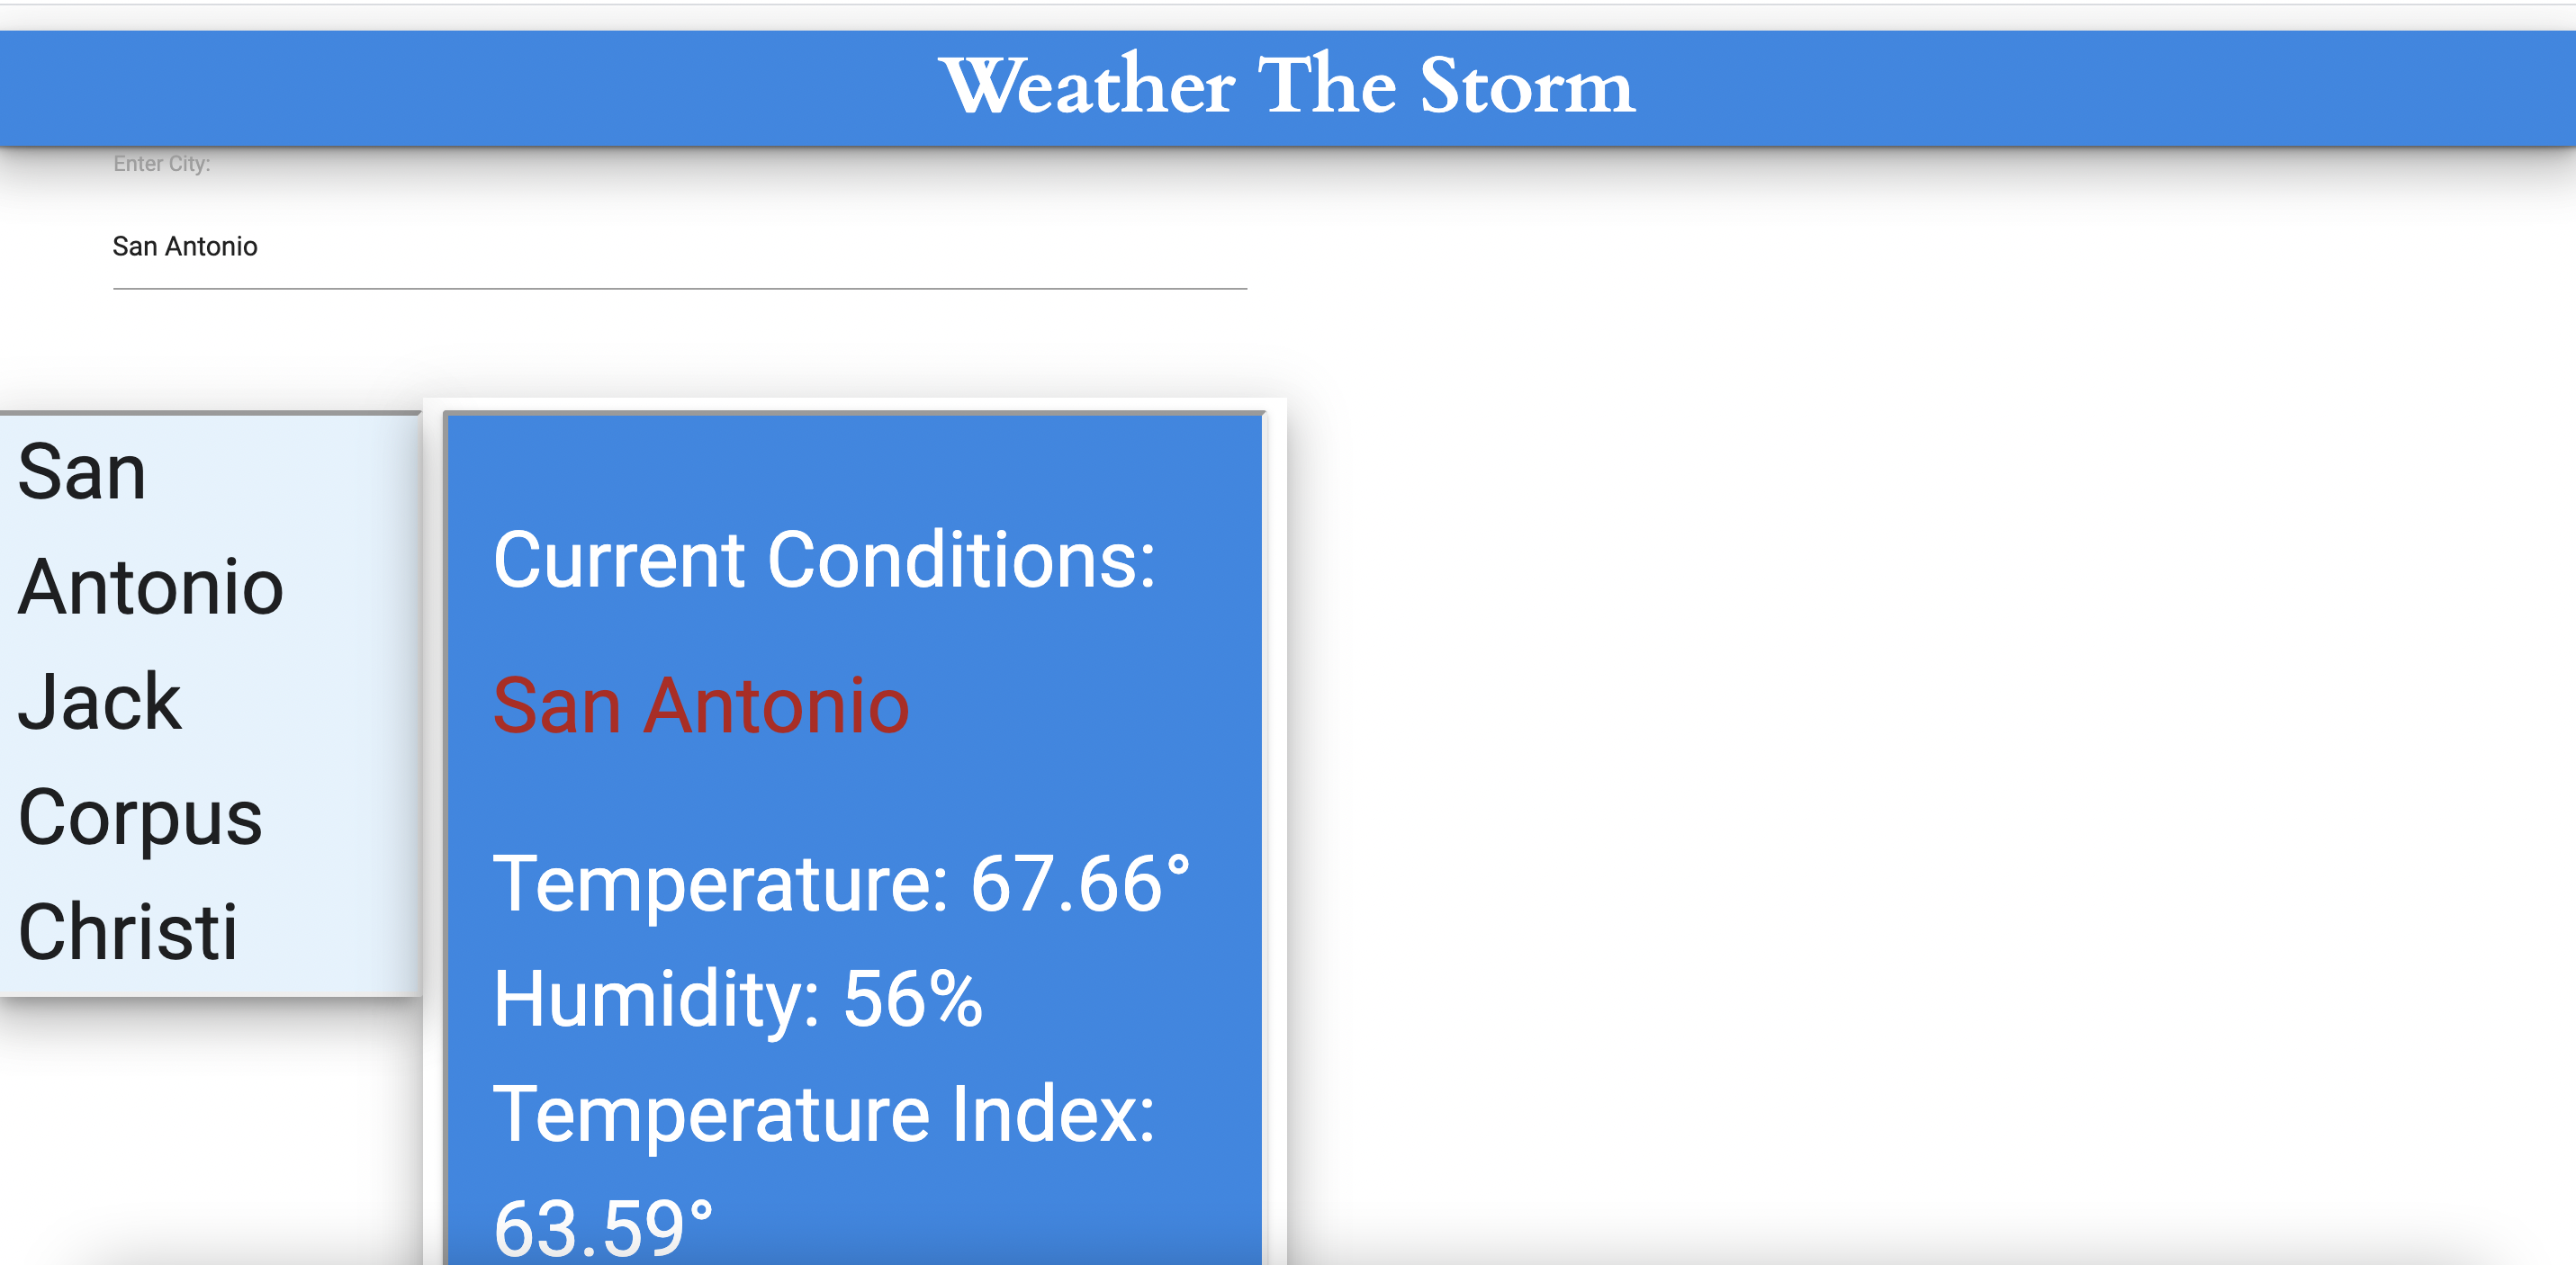 Weather The Storm
Enter City:
San Antonio
San
Antonio
Jack
Corpus
Christi
Current Conditions:
San Antonio
Temperature: 67.66°
Humidity: 56%
Temperature Index:
63.59°